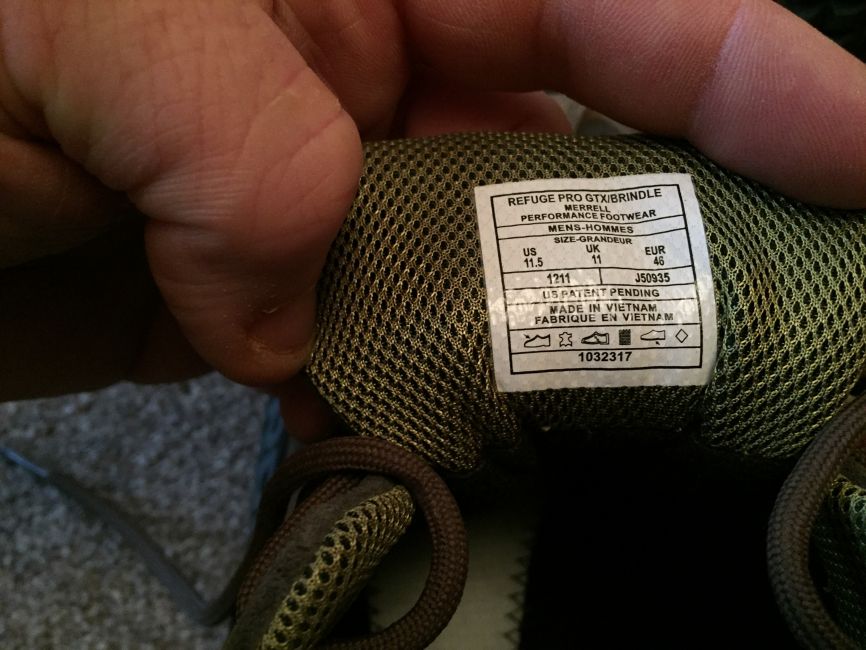 REFUGE PRO GTX/BRINDLE
MERRELL
PERFORMANCE FOOTWEAR
MENS-HOMMES
SIZE-GRANDEUR
US UK EUR
11.5 11 46
1211 J50935
US PATENT PENDING
MADE IN VIETNAM
FABRIQUE EN VIETNAM
1032317